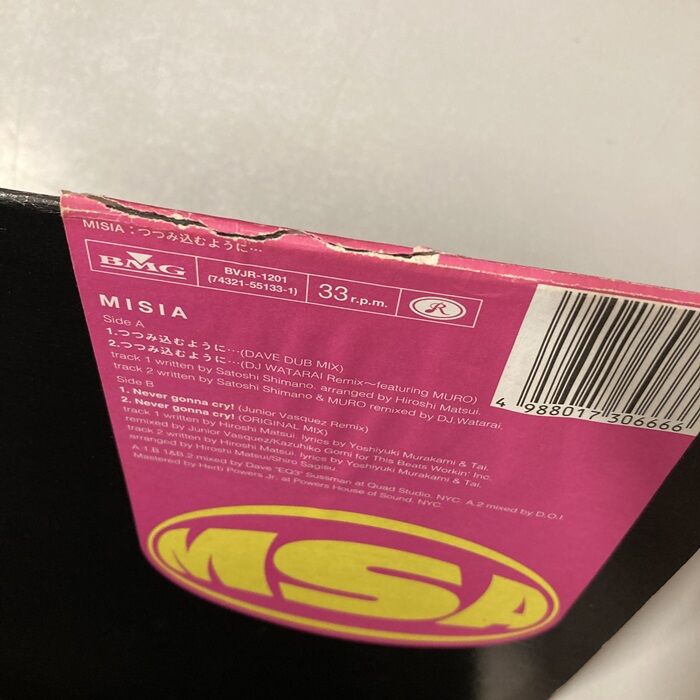 MISIA:つつみ込むように…
BMG
BVJR-1201
(74321-55133-1)
33r.p.m.
R
MISIA
Side A
1.つつみ込むように…(DAVE DUB MIX)
2.つつみ込むように…(DJ WATARAI Remix〜featuring MURO)
track 1 written by Satoshi Shimano. arranged by Hiroshi Matsui.
track 2 written by Satoshi Shimano & MURO remixed by DJ.Watarai.
Side B
1. Never gonna cry! (Junior Vasquez Remix)
2. Never gonna cry! (ORIGINAL MIX)
track 1 written by Hiroshi Matsui. lyrics by Yoshiyuki Murakami & Tai.
remixed by Junior Vasquez/Kazuhiko Gomi for This Beats Workin' Inc.
track 2 written by Hiroshi Matsui. lyrics by Yoshiyuki Murakami & Tai.
arranged by Hiroshi Matsui/Shiro Sagisu.
A.1,B 1&B.2 mixed by Dave "EQ3" Sussman at Quad Studio, NYC. A.2 mixed by D.O.I.
Mastered by Herb Powers Jr. at Powers House of Sound. NYC
4 988017 306666
MSA